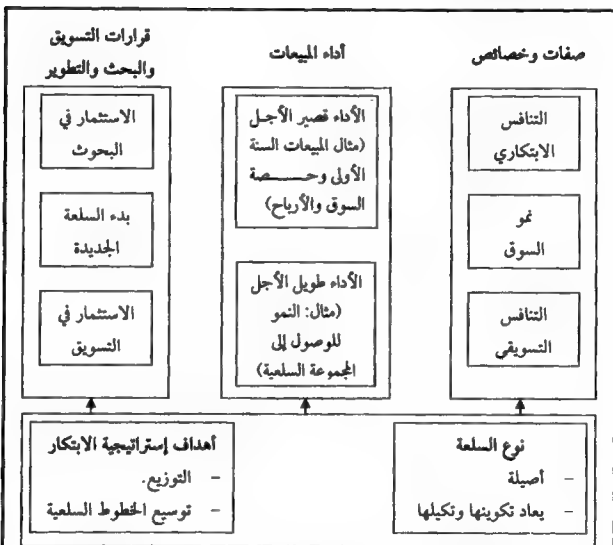 صفات وخصائص
التنافس
الابتكاري
نمو
السوق
التنافس
التسويقي
أداء المبيعات
الأداء قصير الأجل
(مثال المبيعات السنة
الأولى وحـــــصة
السوق والأرباح)
الأداء طويل الأجل
(مثال: النمو
للوصول إلى
المجموعة السلعية)
قرارات التسويق
والبحث والتطوير
الاستثمار في
البحوث
بدء السلعة
الجديدة
الاستثمار في
التسويق
نوع السلعة
- أصيلة
- يعاد تكوينها وتكيلها
أهداف إستراتيجية الابتكار
- التوزيع.
- توسيع الخطوط السلعية